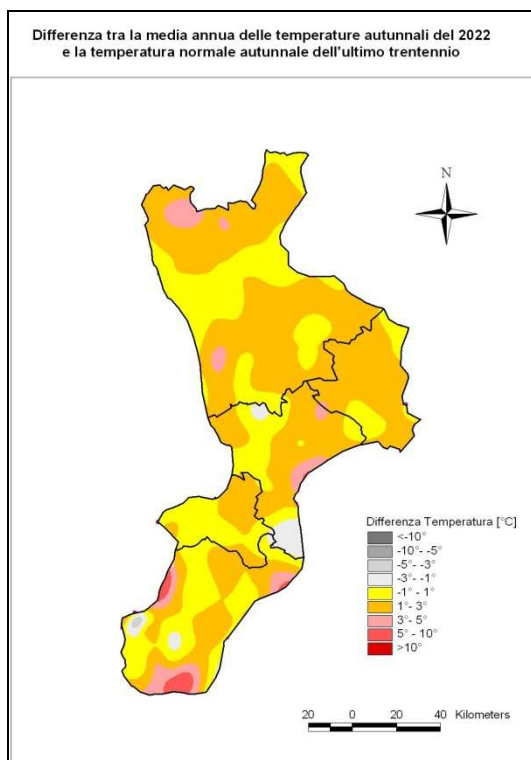 Differenza tra la media annua delle temperature autunnali del 2022
e la temperatura normale autunnale dell'ultimo trentennio
N
Differenza Temperatura [°C]
<-10°
-10°- -5°
-5°- -3°
-3°- -1°
-1°- 1°
1°- 3°
3°- 5°
5°- 10°
>10°
20 0 20 40 Kilometers